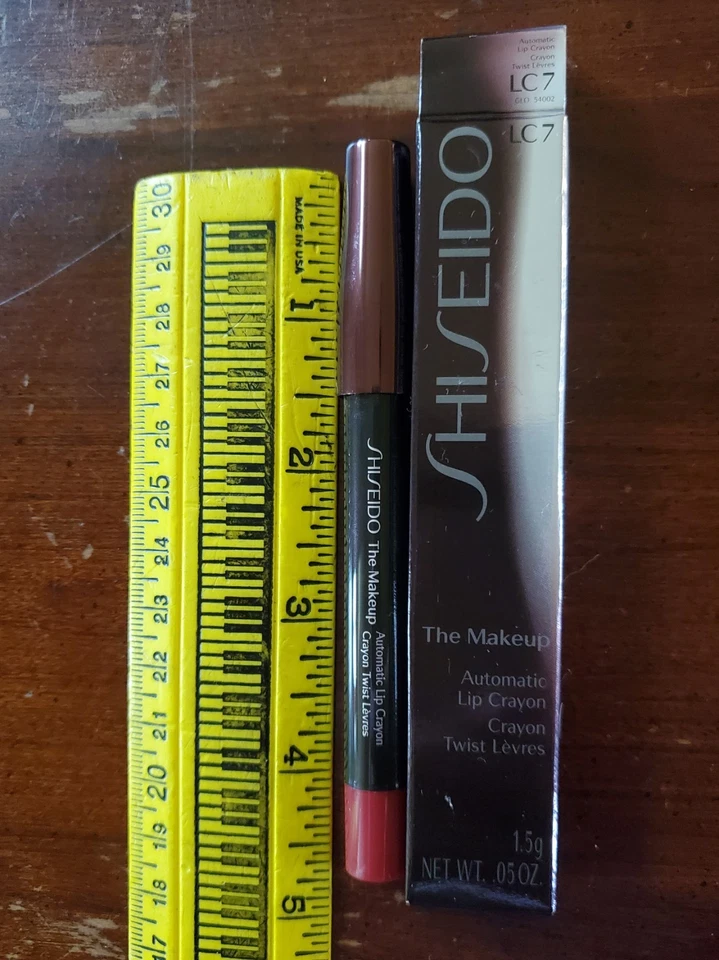 30
29
28
27
26
25
24
23
22
21
20
19
18
17
MADE IN USA
1
2
3
4
5
SHISEIDO The Makeup
Automatic Lip Crayon
Crayon Twist Lèvres
Automatic
Lip Crayon
Crayon
Twist Lèvres
LC7
LC7
SHISEIDO
The Makeup
Automatic
Lip Crayon
Crayon
Twist Lèvres
1.5g
NET WT. .05 OZ.